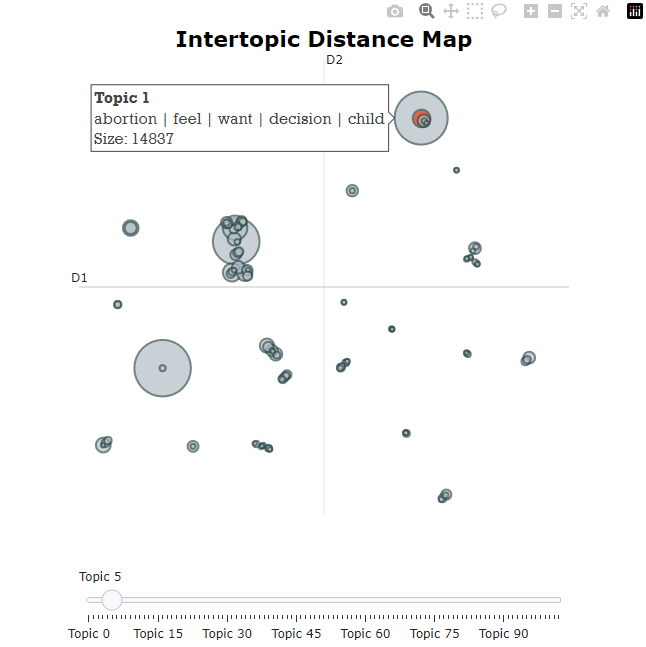 Intertopic Distance Map
D2
Topic 1
abortion | feel | want | decision | child
Size: 14837
D1
Topic 5
Topic 0 Topic 15 Topic 30 Topic 45 Topic 60 Topic 75 Topic 90